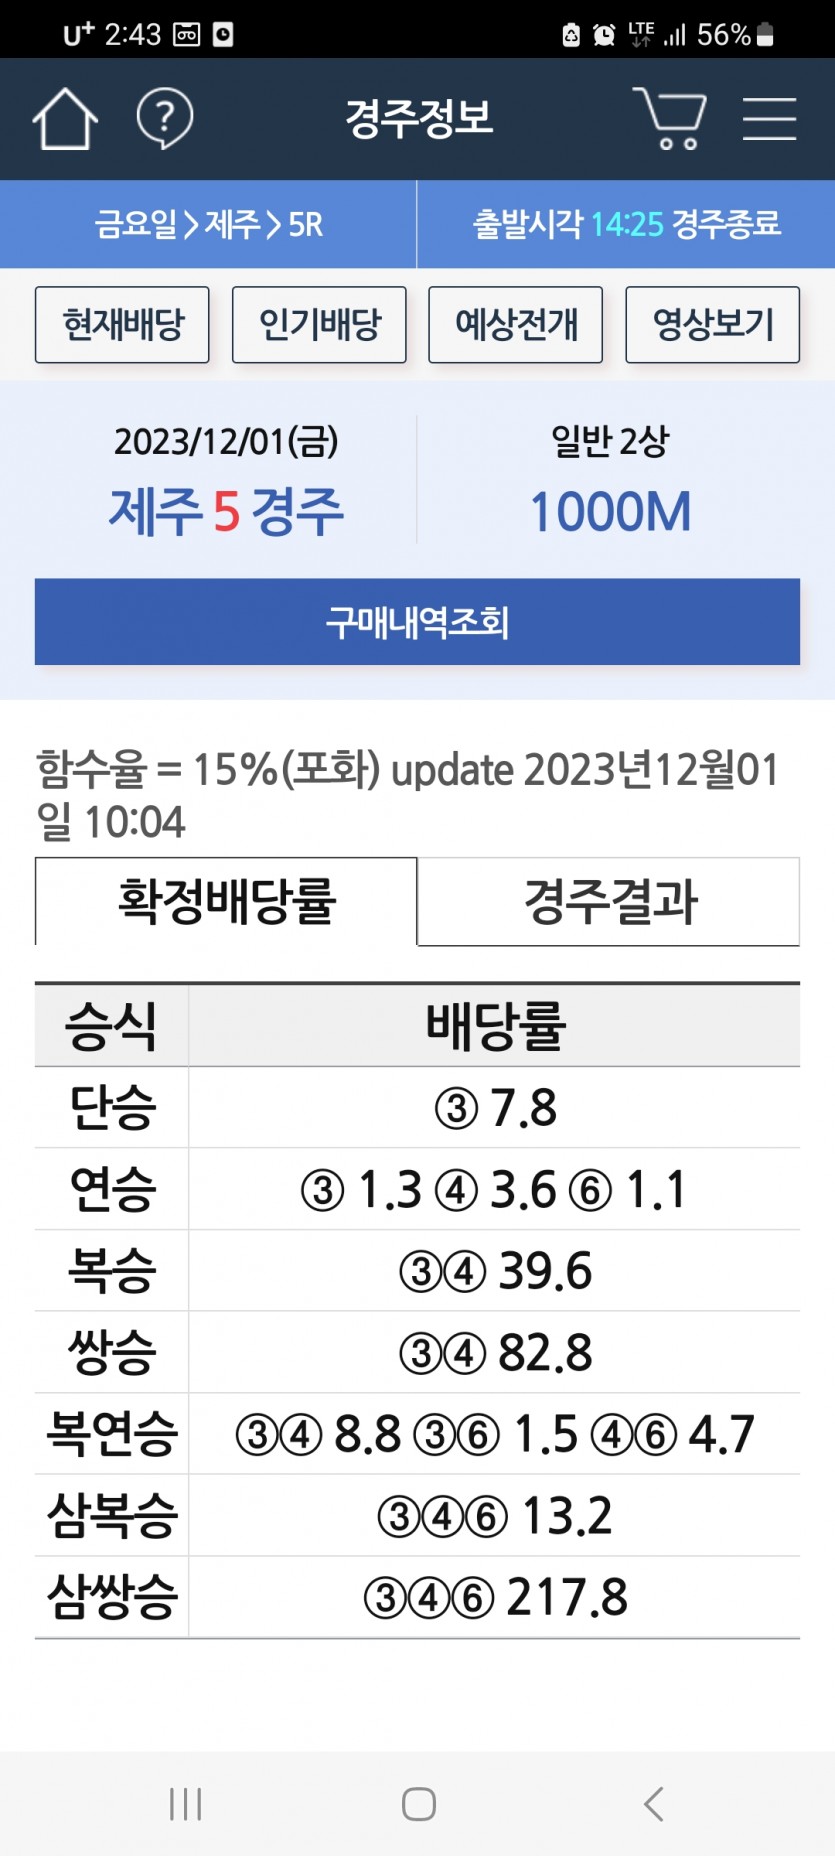 U+ 2:43 LTE 56%
경주정보
금요일 > 제주 > 5R 출발시각 14:25 경주종료
현재배당 인기배당 예상전개 영상보기
2023/12/01(금) 일반 2상
제주 5 경주 1000M
구매내역조회
함수율 = 15%(포화) update 2023년12월01
일 10:04
확정배당률 경주결과
승식 배당률
단승 ③ 7.8
연승 ③ 1.3 ④ 3.6 ⑥ 1.1
복승 ③④ 39.6
쌍승 ③④ 82.8
복연승 ③④ 8.8 ③⑥ 1.5 ④⑥ 4.7
삼복승 ③④⑥ 13.2
삼쌍승 ③④⑥ 217.8